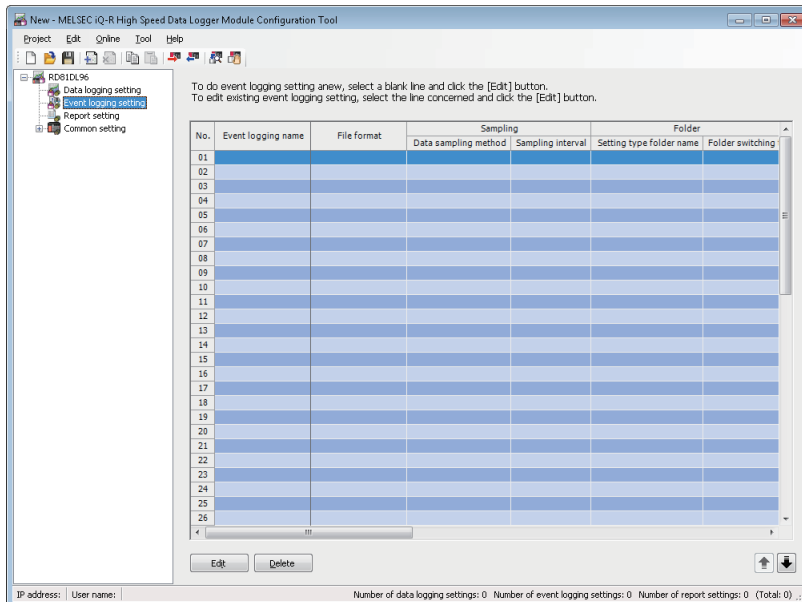 New - MELSEC iQ-R High Speed Data Logger Module Configuration Tool
Project Edit Online Tool Help
RD81DL96
Data logging setting
Event logging setting
Report setting
Common setting
To do event logging setting anew, select a blank line and click the [Edit] button.
To edit existing event logging setting, select the line concerned and click the [Edit] button.
No. Event logging name File format Sampling Folder
Data sampling method Sampling interval Setting type folder name Folder switching
01
02
03
04
05
06
07
08
09
10
11
12
13
14
15
16
17
18
19
20
21
22
23
24
25
26
Edit Delete
IP address: User name: Number of data logging settings: 0 Number of event logging settings: 0 Number of report settings: 0 (Total: 0)